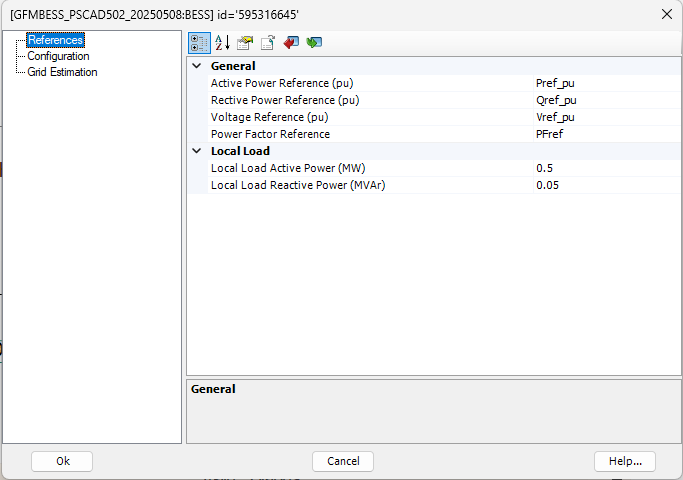 [GFMBESS_PSCAD502_20250508:BESS] id='595316645'
References
Configuration
Grid Estimation
General
Active Power Reference (pu) Pref_pu
Rective Power Reference (pu) Qref_pu
Voltage Reference (pu) Vref_pu
Power Factor Reference PFref
Local Load
Local Load Active Power (MW) 0.5
Local Load Reactive Power (MVAr) 0.05
General
Ok Cancel Help...